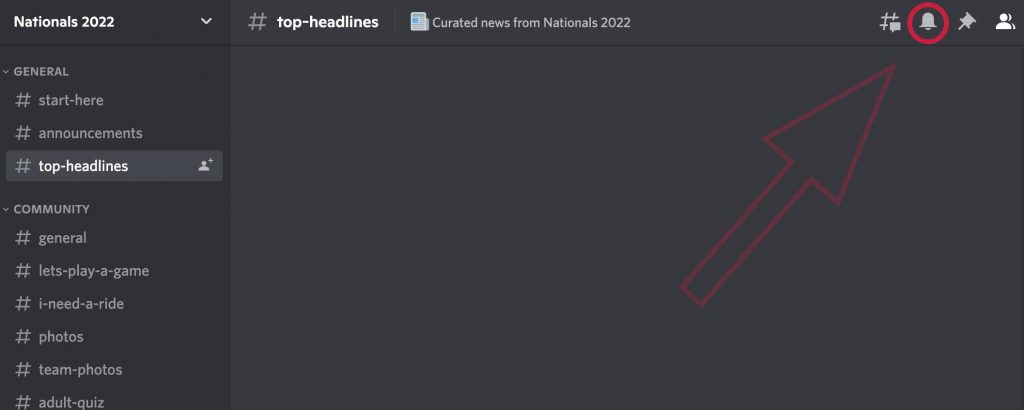 Nationals 2022
GENERAL
# start-here
# announcements
# top-headlines
COMMUNITY
# general
# lets-play-a-game
# i-need-a-ride
# photos
# team-photos
# adult-quiz
# top-headlines
Curated news from Nationals 2022